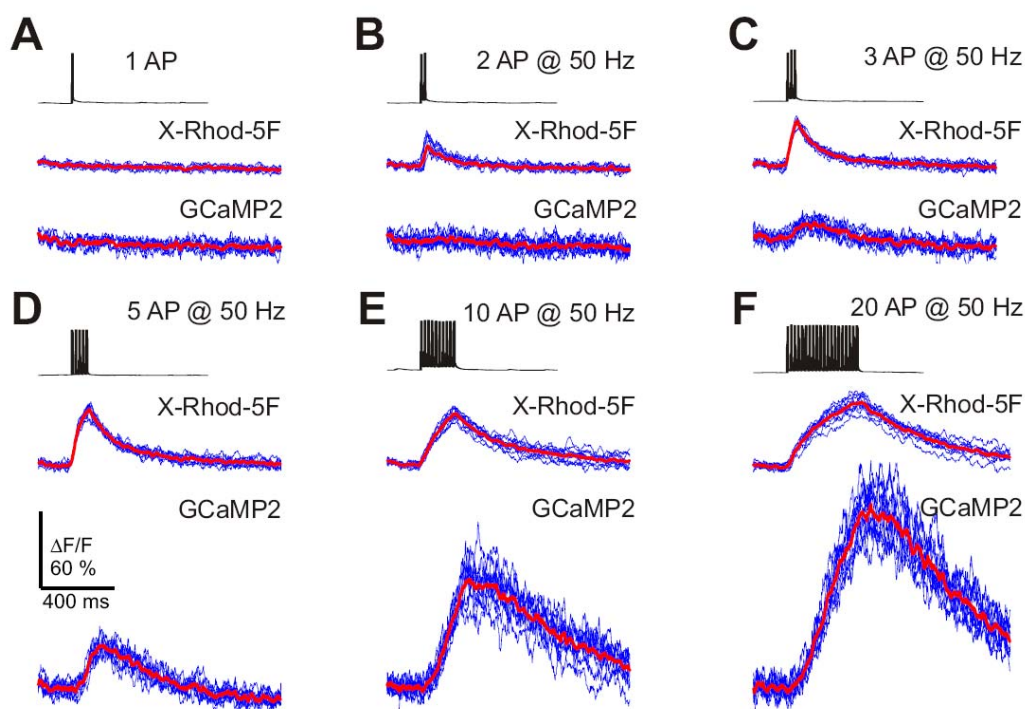 A
1 AP
X-Rhod-5F
GCaMP2
B
2 AP @ 50 Hz
X-Rhod-5F
GCaMP2
C
3 AP @ 50 Hz
X-Rhod-5F
GCaMP2
D
5 AP @ 50 Hz
X-Rhod-5F
GCaMP2
ΔF/F
60 %
400 ms
E
10 AP @ 50 Hz
X-Rhod-5F
GCaMP2
F
20 AP @ 50 Hz
X-Rhod-5F
GCaMP2